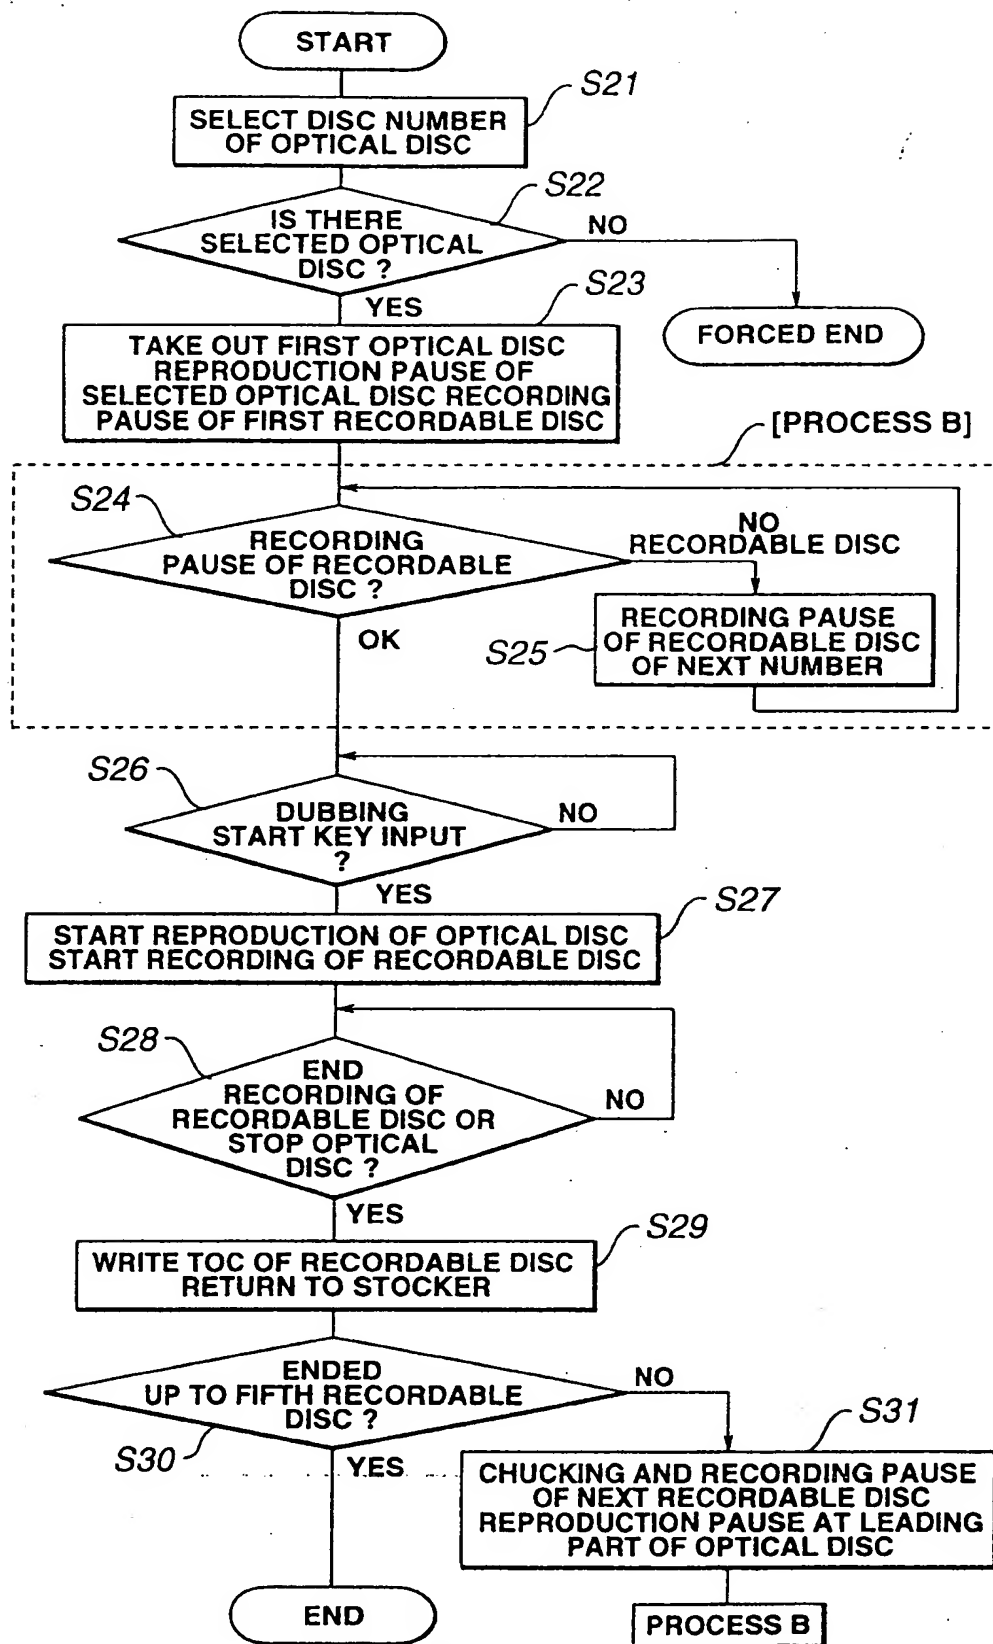 START
S21
SELECT DISC NUMBER
OF OPTICAL DISC
S22
IS THERE
SELECTED OPTICAL
DISC ?
NO
YES
S23
FORCED END
TAKE OUT FIRST OPTICAL DISC
REPRODUCTION PAUSE OF
SELECTED OPTICAL DISC RECORDING
PAUSE OF FIRST RECORDABLE DISC
[PROCESS B]
S24
RECORDING
PAUSE OF RECORDABLE
DISC ?
NO
RECORDABLE DISC
OK
S25
RECORDING PAUSE
OF RECORDABLE DISC
OF NEXT NUMBER
S26
DUBBING
START KEY INPUT
?
NO
YES
S27
START REPRODUCTION OF OPTICAL DISC
START RECORDING OF RECORDABLE DISC
S28
END
RECORDING OF
RECORDABLE DISC OR
STOP OPTICAL
DISC ?
NO
YES
S29
WRITE TOC OF RECORDABLE DISC
RETURN TO STOCKER
ENDED
UP TO FIFTH RECORDABLE
DISC ?
NO
S30
YES
S31
CHUCKING AND RECORDING PAUSE
OF NEXT RECORDABLE DISC
REPRODUCTION PAUSE AT LEADING
PART OF OPTICAL DISC
END
PROCESS B